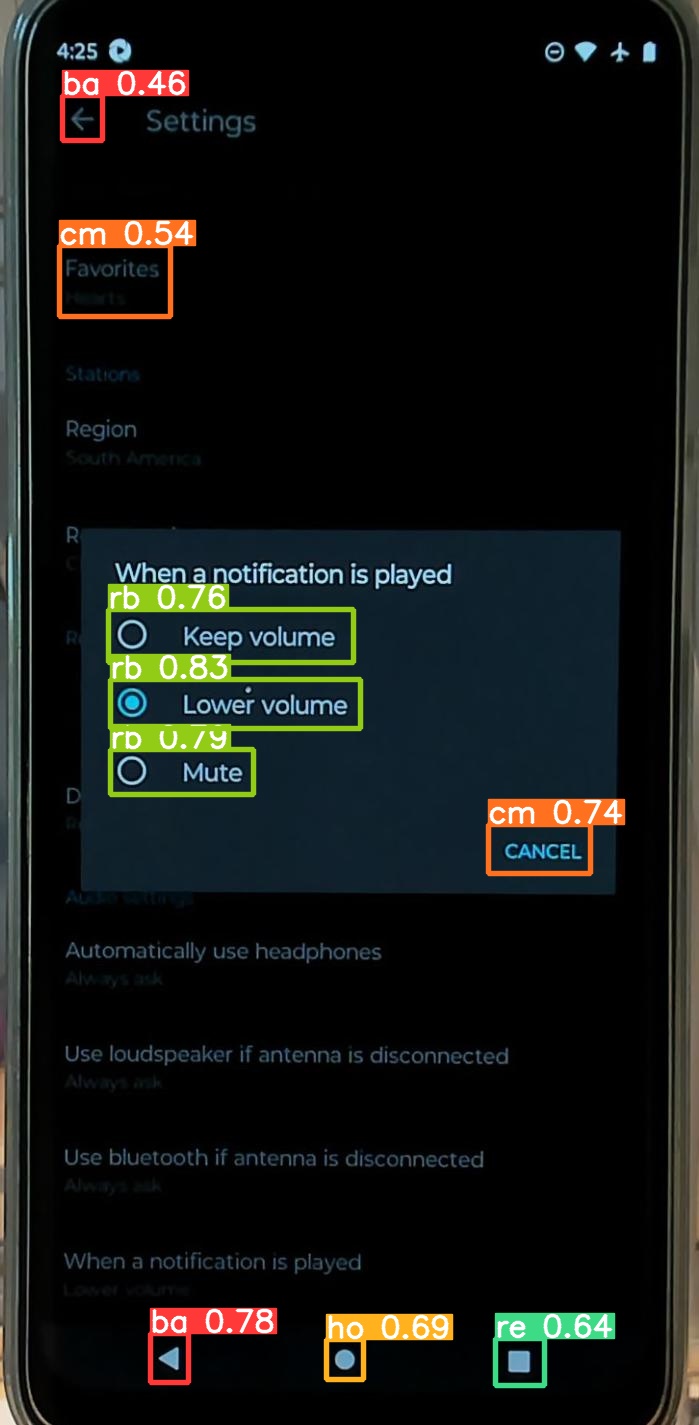 4:25
ba 0.46
Settings
cm 0.54
Favorites
Hearts
Stations
Region
South America
When a notification is played
rb 0.76
Keep volume
rb 0.83
Lower volume
rb 0.79
Mute
cm 0.74
CANCEL
Audio settings
Automatically use headphones
Always ask
Use loudspeaker if antenna is disconnected
Always ask
Use bluetooth if antenna is disconnected
Always ask
When a notification is played
Lower volume
ba 0.78
ho 0.69
re 0.64